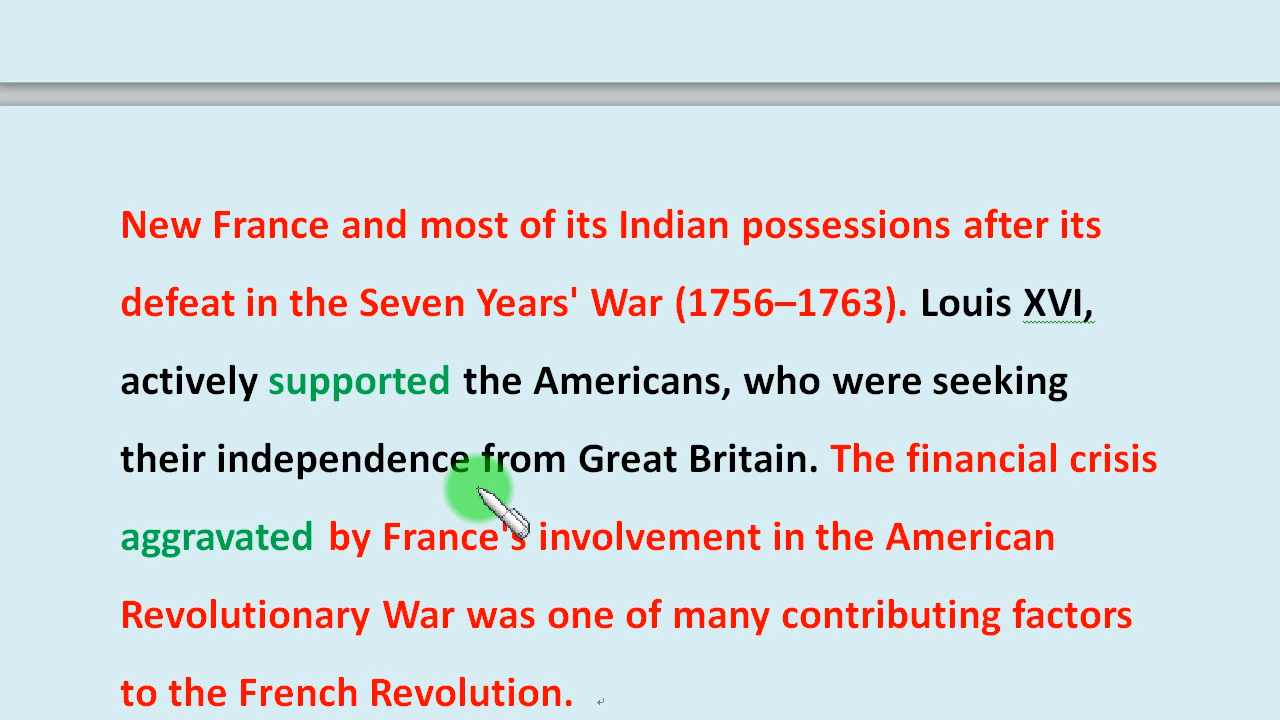 New France and most of its Indian possessions after its
defeat in the Seven Years' War (1756–1763). Louis XVI,
actively supported the Americans, who were seeking
their independence from Great Britain. The financial crisis
aggravated by France's involvement in the American
Revolutionary War was one of many contributing factors
to the French Revolution.